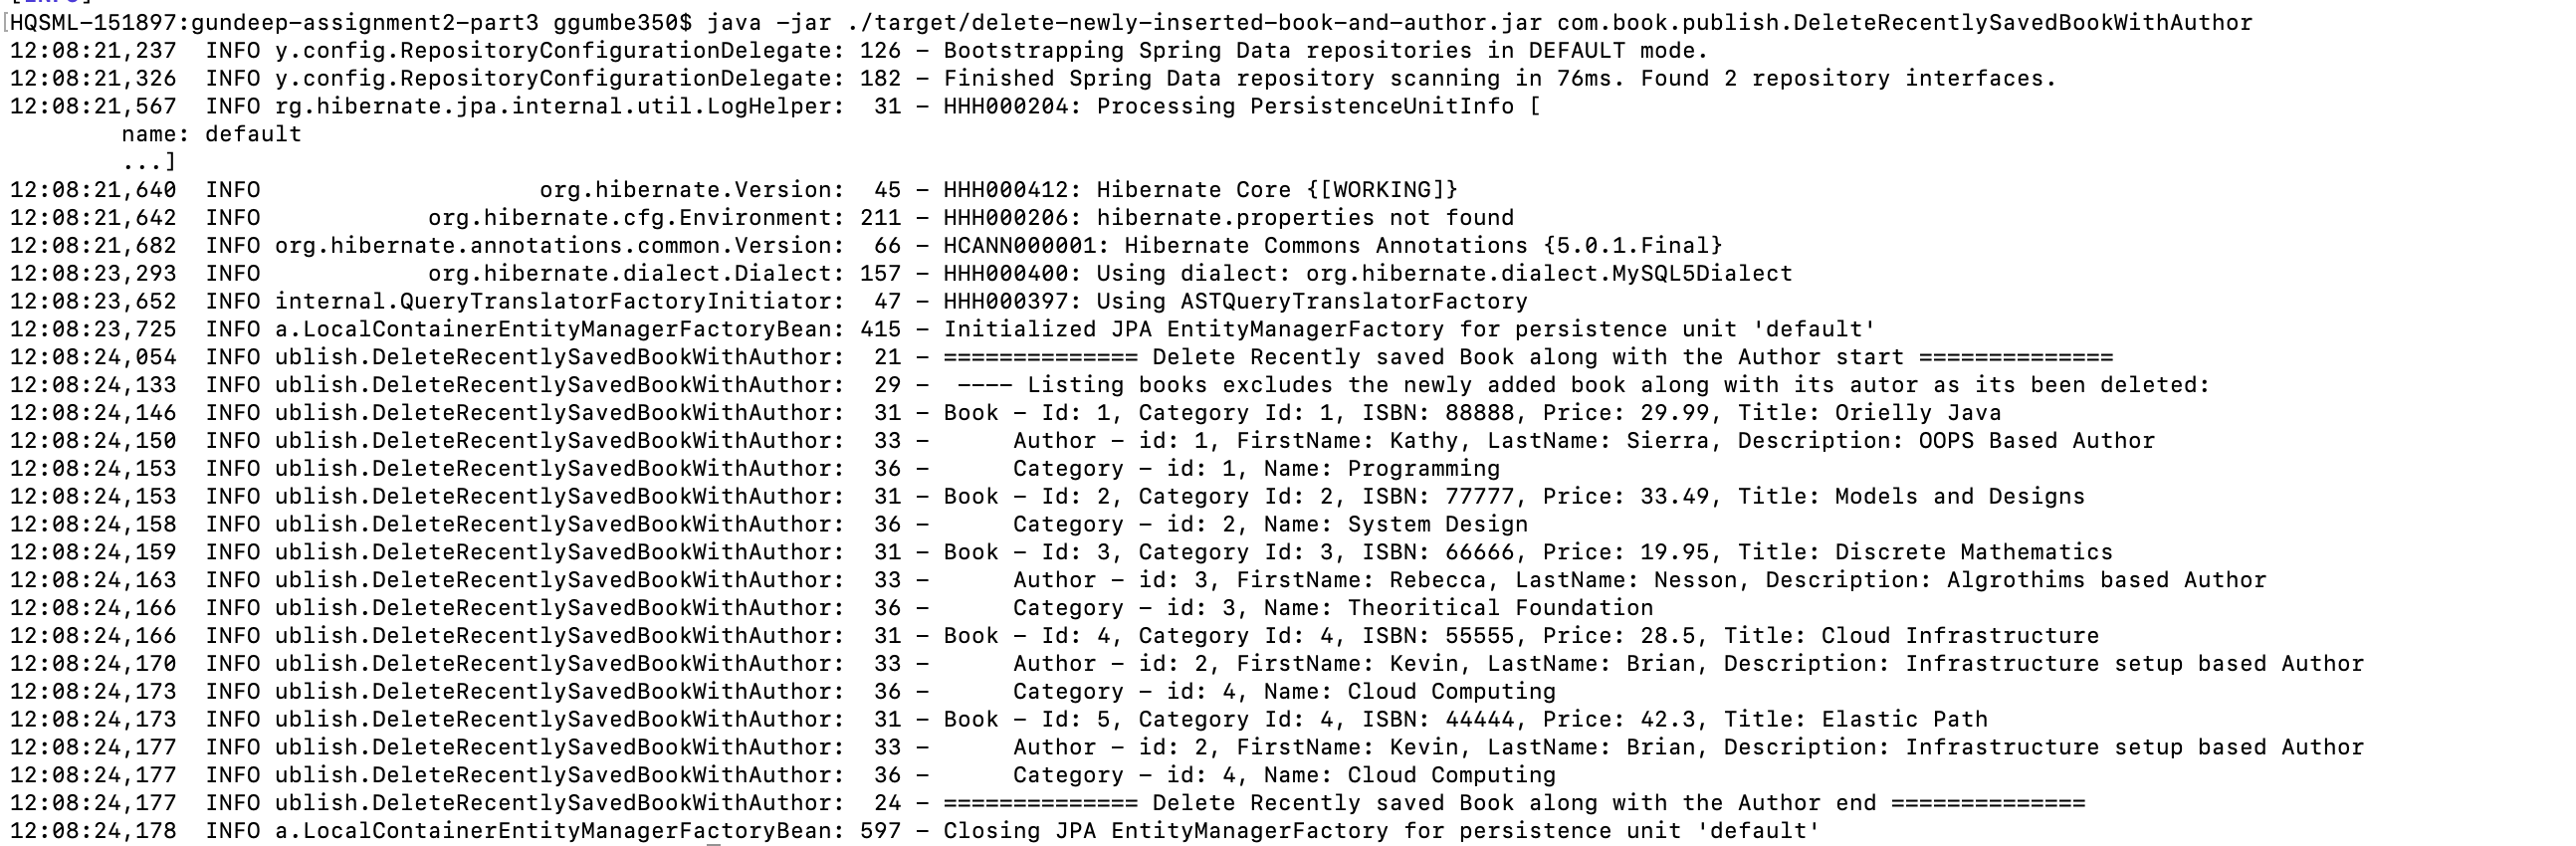 [INFO]
[HQSML-151897:gundeep-assignment2-part3 ggumbe350$ java -jar ./target/delete-newly-inserted-book-and-author.jar com.book.publish.DeleteRecentlySavedBookWithAuthor
12:08:21,237  INFO y.config.RepositoryConfigurationDelegate: 126 - Bootstrapping Spring Data repositories in DEFAULT mode.
12:08:21,326  INFO y.config.RepositoryConfigurationDelegate: 182 - Finished Spring Data repository scanning in 76ms. Found 2 repository interfaces.
12:08:21,567  INFO rg.hibernate.jpa.internal.util.LogHelper:  31 - HHH000204: Processing PersistenceUnitInfo [
        name: default
        ...]
12:08:21,640  INFO                    org.hibernate.Version:  45 - HHH000412: Hibernate Core {[WORKING]}
12:08:21,642  INFO            org.hibernate.cfg.Environment: 211 - HHH000206: hibernate.properties not found
12:08:21,682  INFO org.hibernate.annotations.common.Version:  66 - HCANN000001: Hibernate Commons Annotations {5.0.1.Final}
12:08:23,293  INFO            org.hibernate.dialect.Dialect: 157 - HHH000400: Using dialect: org.hibernate.dialect.MySQL5Dialect
12:08:23,652  INFO internal.QueryTranslatorFactoryInitiator:  47 - HHH000397: Using ASTQueryTranslatorFactory
12:08:23,725  INFO a.LocalContainerEntityManagerFactoryBean: 415 - Initialized JPA EntityManagerFactory for persistence unit 'default'
12:08:24,054  INFO ublish.DeleteRecentlySavedBookWithAuthor:  21 - ============== Delete Recently saved Book along with the Author start ==============
12:08:24,133  INFO ublish.DeleteRecentlySavedBookWithAuthor:  29 -  ---- Listing books excludes the newly added book along with its autor as its been deleted:
12:08:24,146  INFO ublish.DeleteRecentlySavedBookWithAuthor:  31 - Book - Id: 1, Category Id: 1, ISBN: 88888, Price: 29.99, Title: Orielly Java
12:08:24,150  INFO ublish.DeleteRecentlySavedBookWithAuthor:  33 -      Author - id: 1, FirstName: Kathy, LastName: Sierra, Description: OOPS Based Author
12:08:24,153  INFO ublish.DeleteRecentlySavedBookWithAuthor:  36 -      Category - id: 1, Name: Programming
12:08:24,153  INFO ublish.DeleteRecentlySavedBookWithAuthor:  31 - Book - Id: 2, Category Id: 2, ISBN: 77777, Price: 33.49, Title: Models and Designs
12:08:24,158  INFO ublish.DeleteRecentlySavedBookWithAuthor:  36 -      Category - id: 2, Name: System Design
12:08:24,159  INFO ublish.DeleteRecentlySavedBookWithAuthor:  31 - Book - Id: 3, Category Id: 3, ISBN: 66666, Price: 19.95, Title: Discrete Mathematics
12:08:24,163  INFO ublish.DeleteRecentlySavedBookWithAuthor:  33 -      Author - id: 3, FirstName: Rebecca, LastName: Nesson, Description: Algrothims based Author
12:08:24,166  INFO ublish.DeleteRecentlySavedBookWithAuthor:  36 -      Category - id: 3, Name: Theoritical Foundation
12:08:24,166  INFO ublish.DeleteRecentlySavedBookWithAuthor:  31 - Book - Id: 4, Category Id: 4, ISBN: 55555, Price: 28.5, Title: Cloud Infrastructure
12:08:24,170  INFO ublish.DeleteRecentlySavedBookWithAuthor:  33 -      Author - id: 2, FirstName: Kevin, LastName: Brian, Description: Infrastructure setup based Author
12:08:24,173  INFO ublish.DeleteRecentlySavedBookWithAuthor:  36 -      Category - id: 4, Name: Cloud Computing
12:08:24,173  INFO ublish.DeleteRecentlySavedBookWithAuthor:  31 - Book - Id: 5, Category Id: 4, ISBN: 44444, Price: 42.3, Title: Elastic Path
12:08:24,177  INFO ublish.DeleteRecentlySavedBookWithAuthor:  33 -      Author - id: 2, FirstName: Kevin, LastName: Brian, Description: Infrastructure setup based Author
12:08:24,177  INFO ublish.DeleteRecentlySavedBookWithAuthor:  36 -      Category - id: 4, Name: Cloud Computing
12:08:24,177  INFO ublish.DeleteRecentlySavedBookWithAuthor:  24 - ============== Delete Recently saved Book along with the Author end ==============
12:08:24,178  INFO a.LocalContainerEntityManagerFactoryBean: 597 - Closing JPA EntityManagerFactory for persistence unit 'default'